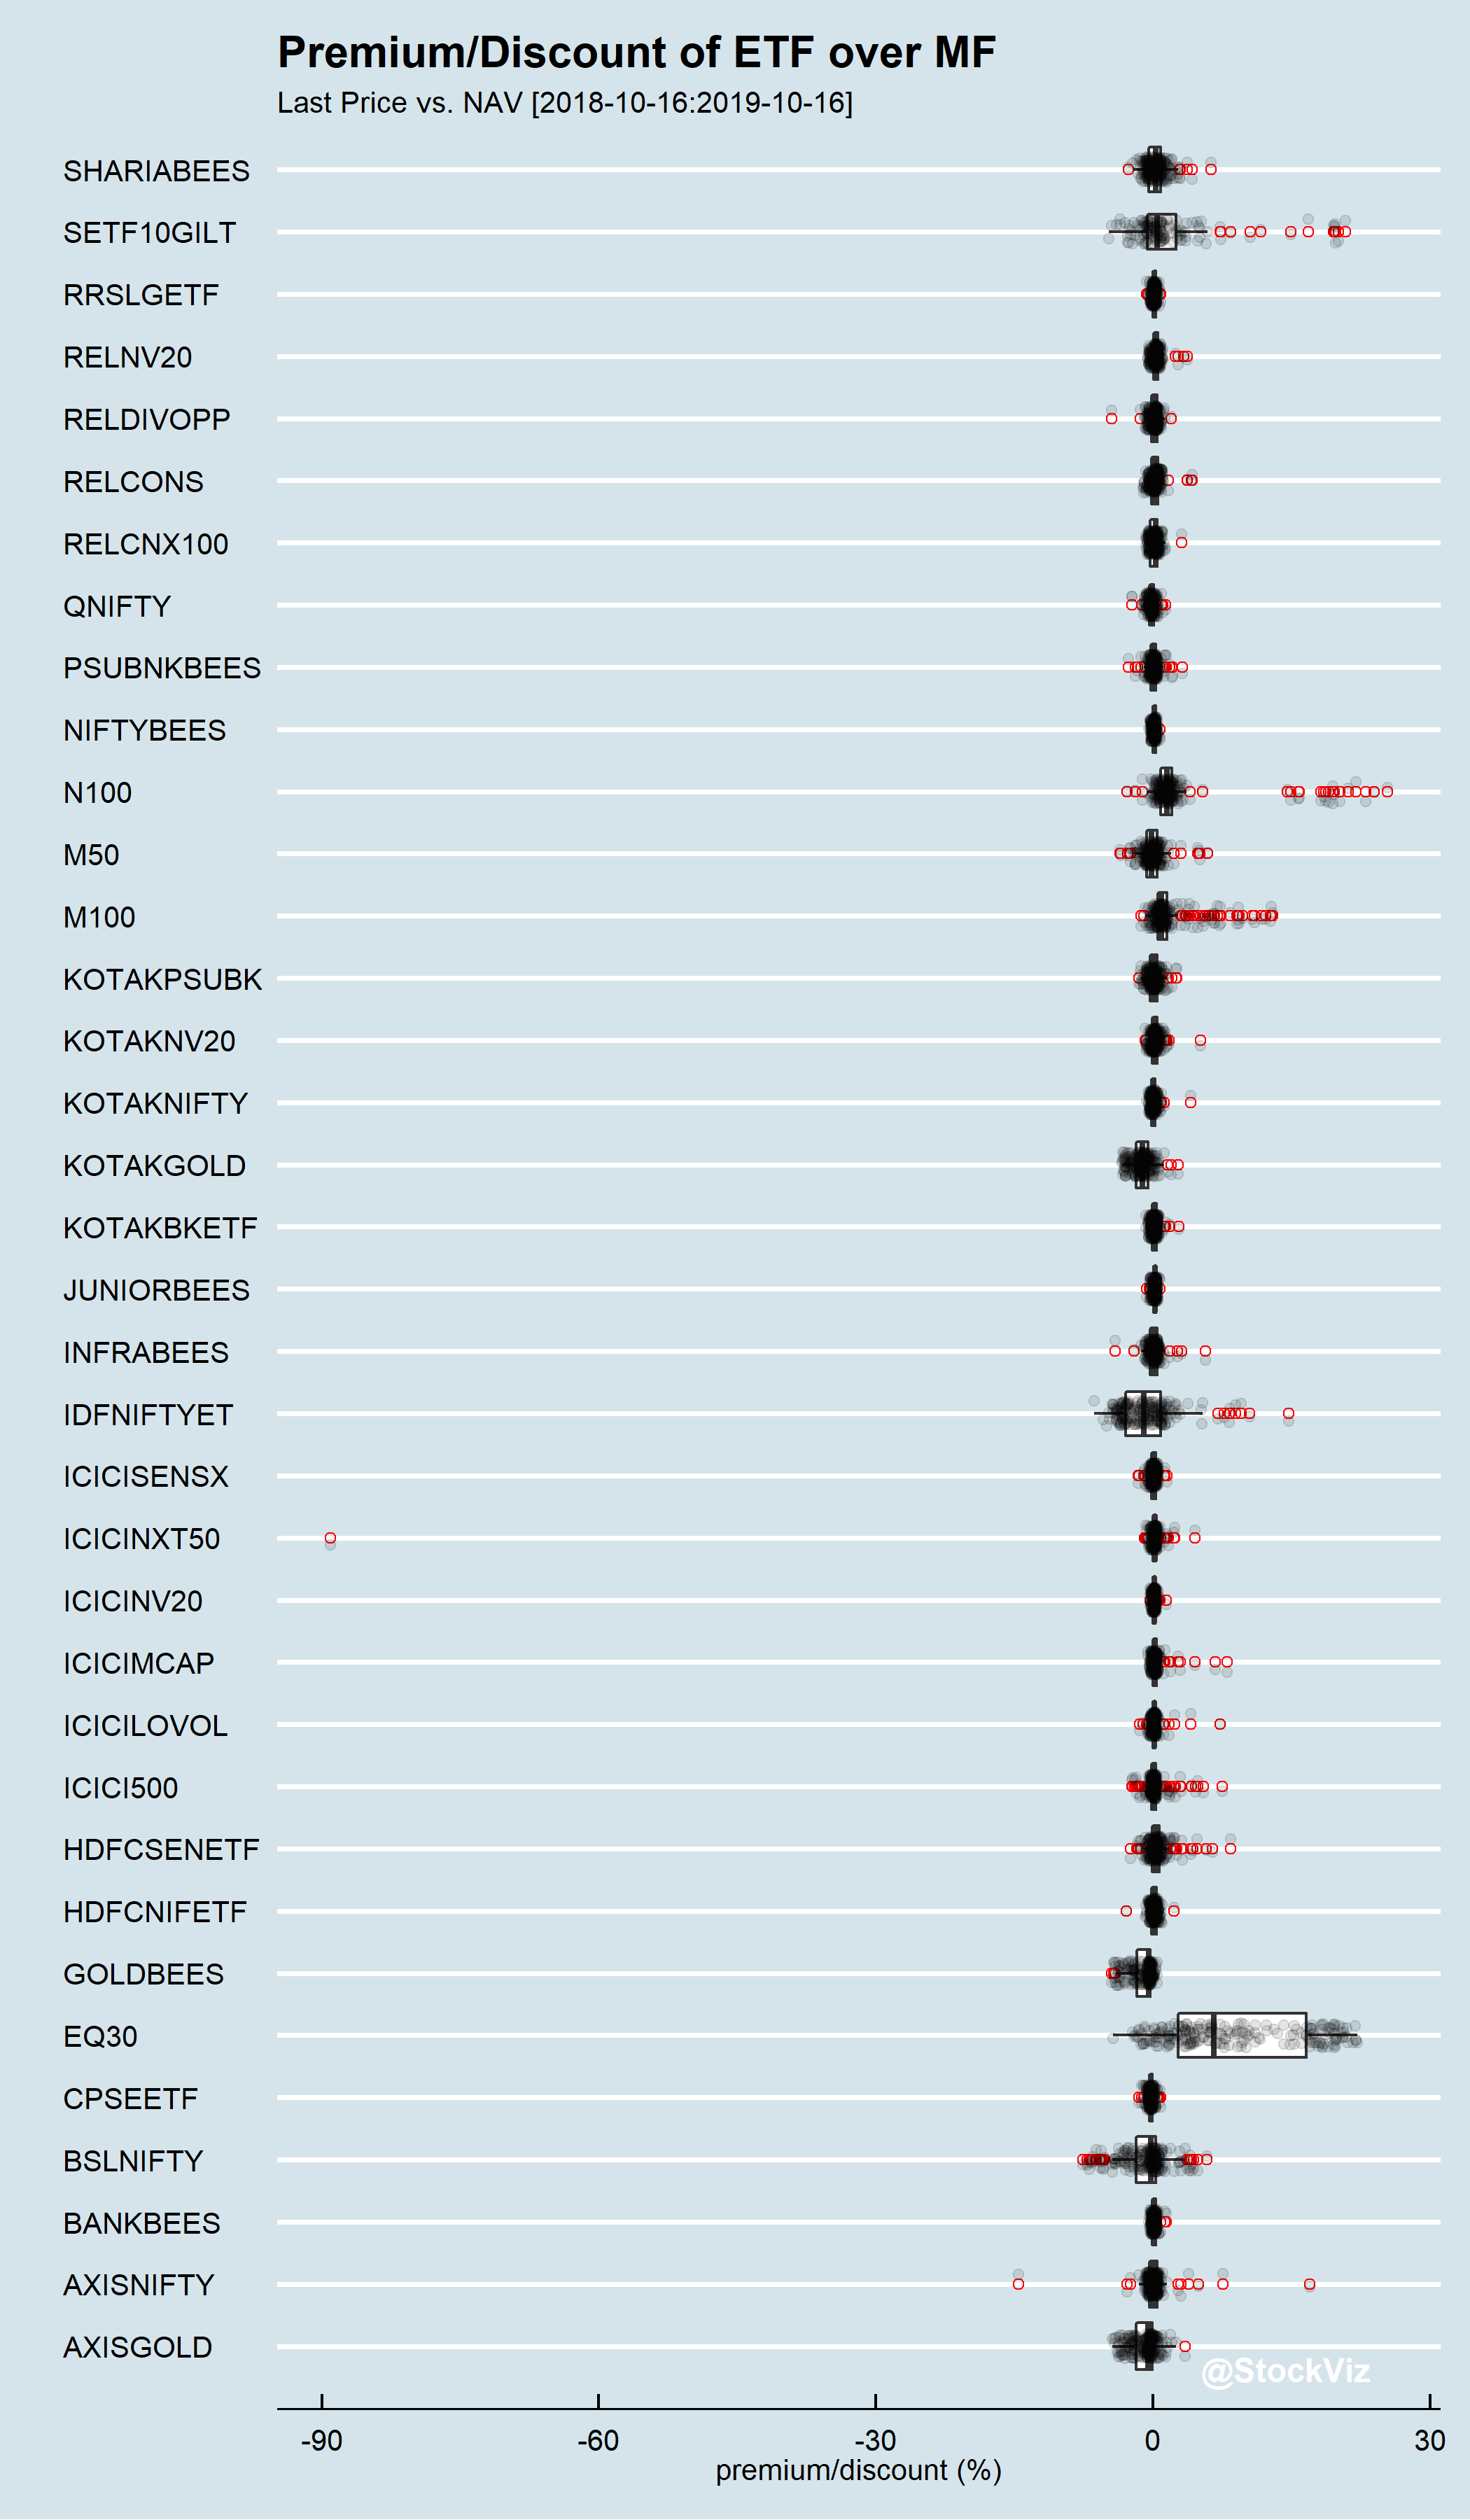 Premium/Discount of ETF over MF
Last Price vs. NAV [2018-10-16:2019-10-16]
SHARIABEES
SETF10GILT
RRSLGETF
RELNV20
RELDIVOPP
RELCONS
RELCNX100
QNIFTY
PSUBNKBEES
NIFTYBEES
N100
M50
M100
KOTAKPSUBK
KOTAKNV20
KOTAKNIFTY
KOTAKGOLD
KOTAKBKETF
JUNIORBEES
INFRABEES
IDFNIFTYET
ICICISENSX
ICICINXT50
ICICINV20
ICICIMCAP
ICICILOVOL
ICICI500
HDFCSENETF
HDFCNIFETF
GOLDBEES
EQ30
CPSEETF
BSLNIFTY
BANKBEES
AXISNIFTY
AXISGOLD
@StockViz
-90 -60 -30 0 30
premium/discount (%)